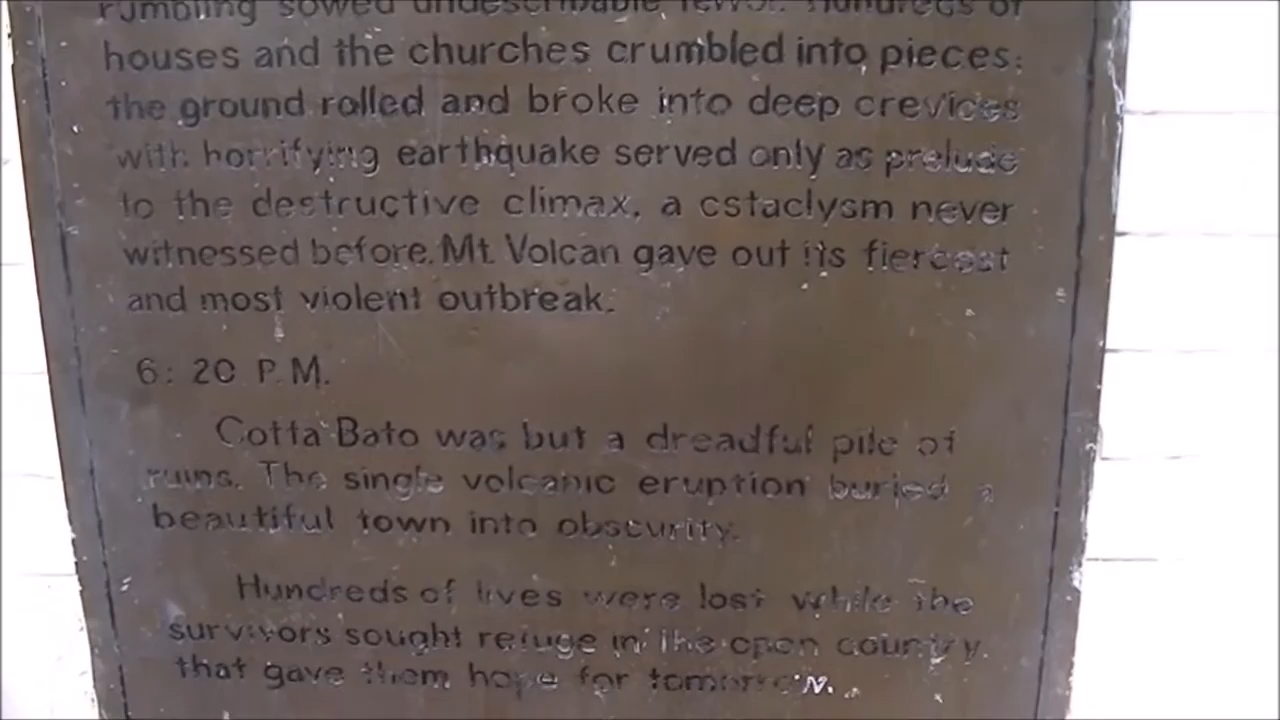 rumbling sowed undescribable terror. Hundreds of
houses and the churches crumbled into pieces;
the ground rolled and broke into deep crevices
with horrifying earthquake served only as prelude
to the destructive climax, a cstaclysm never
witnessed before. Mt. Volcan gave out its fiercest
and most violent outbreak.
6: 20 P.M.
Cotta Bato was but a dreadful pile of
ruins. The single volcanic eruption buried a
beautiful town into obscurity.
Hundreds of lives were lost while the
survivors sought refuge in the open country.
that gave them hope for tomorrow.